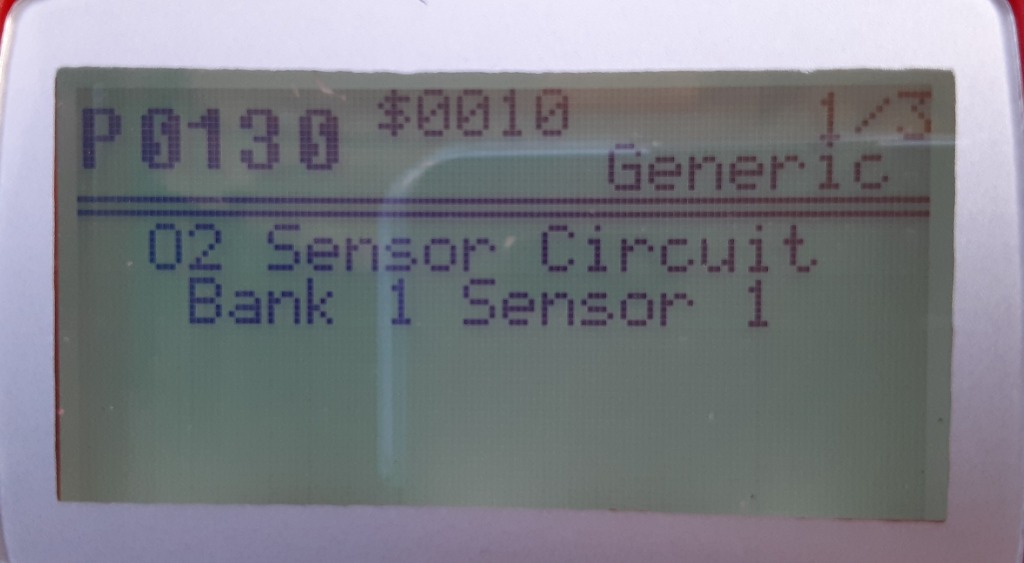 P0130 $0010 1/3
Generic
O2 Sensor Circuit
Bank 1 Sensor 1